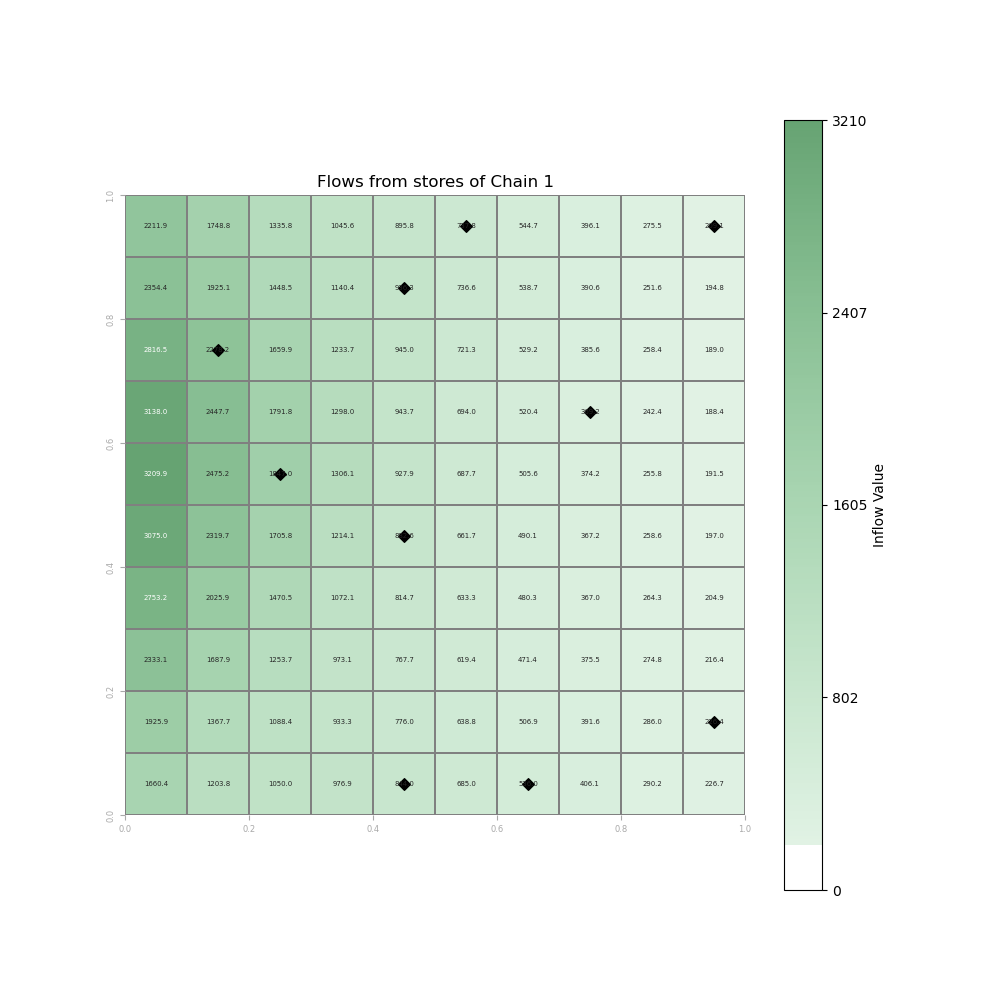 Flows from stores of Chain 1
1.0
2211.9 1748.8 1335.8 1045.6 895.8 544.7 396.1 275.5
2354.4 1925.1 1448.5 1140.4 736.6 538.7 390.6 251.6 194.8
0.8
2816.5 1659.9 1233.7 945.0 721.3 529.2 385.6 258.4 189.0
3138.0 2447.7 1791.8 1298.0 943.7 694.0 520.4 242.4 188.4
0.6
3209.9 2475.2 1306.1 927.9 687.7 505.6 374.2 255.8 191.5
3075.0 2319.7 1705.8 1214.1 661.7 490.1 367.2 258.6 197.0
0.4
2753.2 2025.9 1470.5 1072.1 814.7 633.3 480.3 367.0 264.3 204.9
2333.1 1687.9 1253.7 973.1 767.7 619.4 471.4 375.5 274.8 216.4
0.2
1925.9 1367.7 1088.4 933.3 776.0 638.8 506.9 391.6 286.0
1660.4 1203.8 1050.0 976.9 685.0 406.1 290.2 226.7
0.0
0.0 0.2 0.4 0.6 0.8 1.0
3210
2407
1605
802
0
Inflow Value